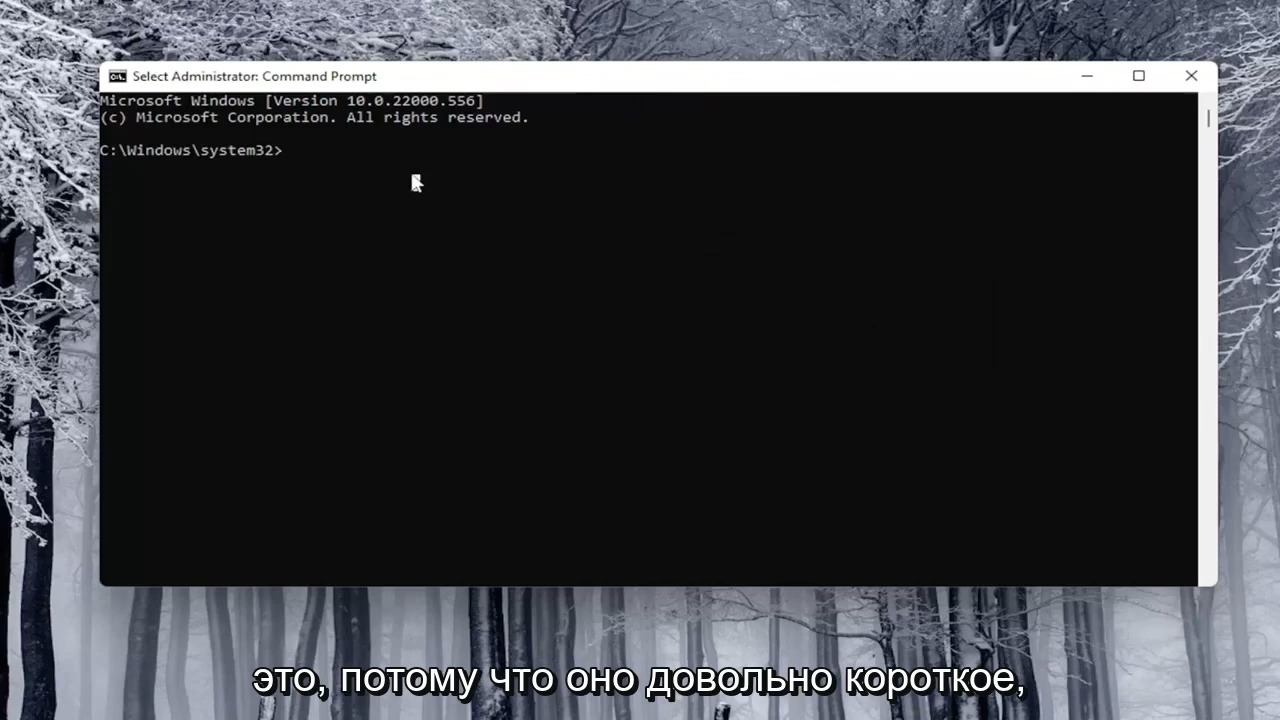 Select Administrator: Command Prompt
Microsoft Windows [Version 10.0.22000.556]
(c) Microsoft Corporation. All rights reserved.
C:\Windows\system32>
это, потому что оно довольно короткое,